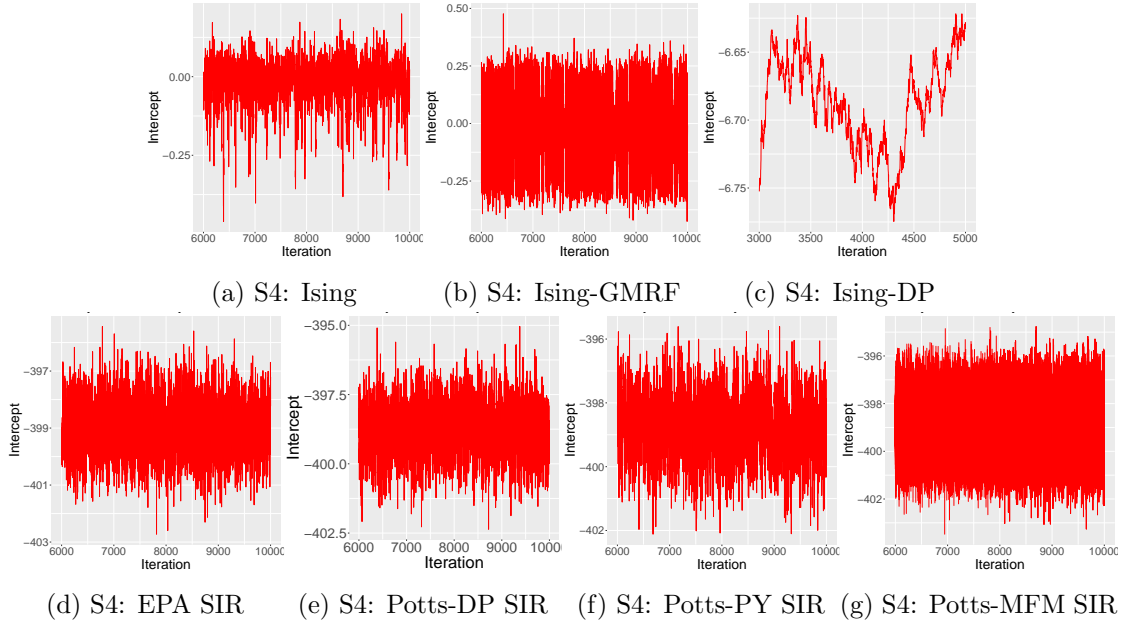 0.00
−0.25
Intercept
6000 7000 8000 9000 10000
Iteration
(a) S4: Ising
0.50
0.25
0.00
−0.25
Intercept
6000 7000 8000 9000 1000
Iteration
(b) S4: Ising-GMRF
−6.65
−6.70
−6.75
Intercept
3000 3500 4000 4500 5000
Iteration
(c) S4: Ising-DP
−397
−399
−401
−403
Intercept
6000 7000 8000 9000 1000
Iteration
(d) S4: EPA SIR
−395.0
−397.5
−400.0
−402.5
Intercept
6000 7000 8000 9000 1000
Iteration
(e) S4: Potts-DP SIR
−396
−398
−400
−402
Intercept
6000 7000 8000 9000 1000
Iteration
(f) S4: Potts-PY SIR
−396
−398
−400
−402
Intercept
6000 7000 8000 9000 1000
Iteration
(g) S4: Potts-MFM SIR